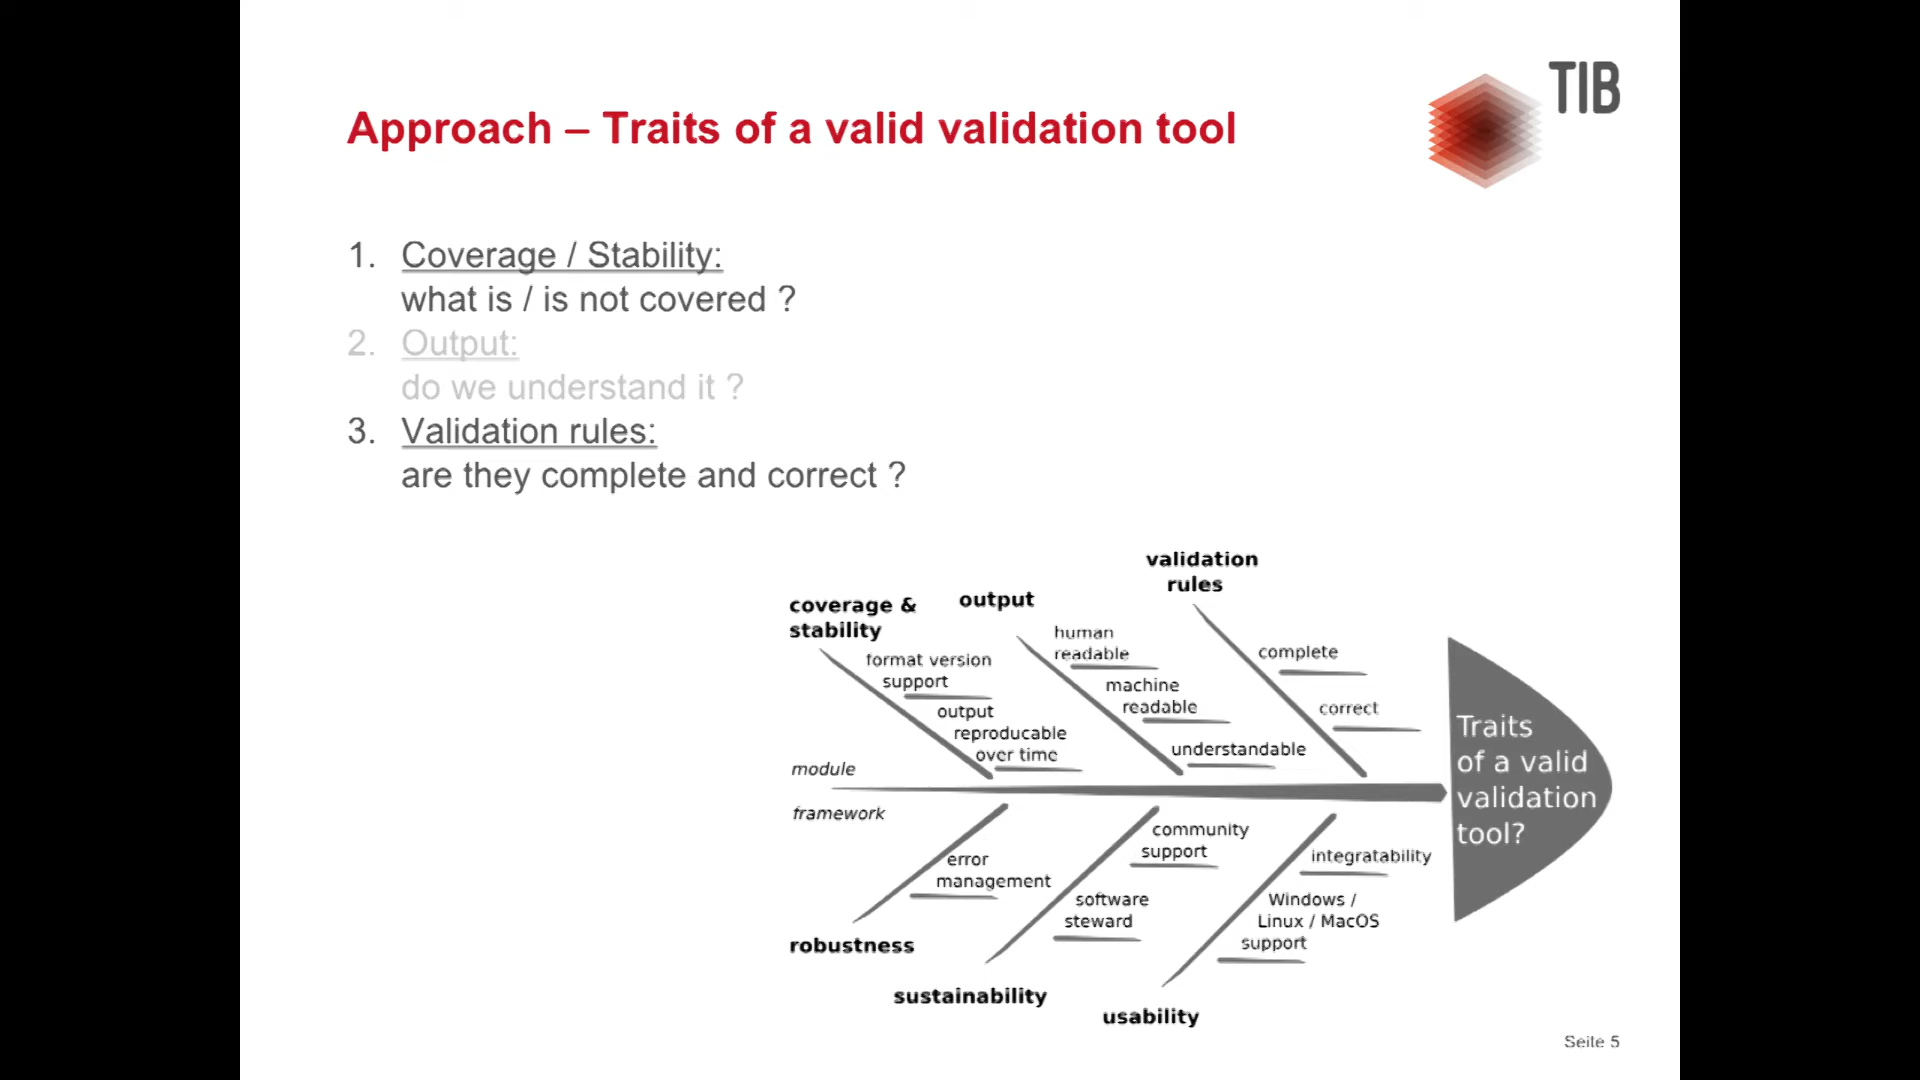 TIB
Approach – Traits of a valid validation tool
1. Coverage / Stability:
what is / is not covered ?
2. Output:
do we understand it ?
3. Validation rules:
are they complete and correct ?
validation
rules
coverage &
stability
output
format version
support
output
reproducable
over time
human
readable
machine
readable
understandable
complete
correct
module
framework
Traits
of a valid
validation
tool?
error
management
robustness
community
support
software
steward
sustainability
integratability
Windows /
Linux / MacOS
support
usability
Seite 5